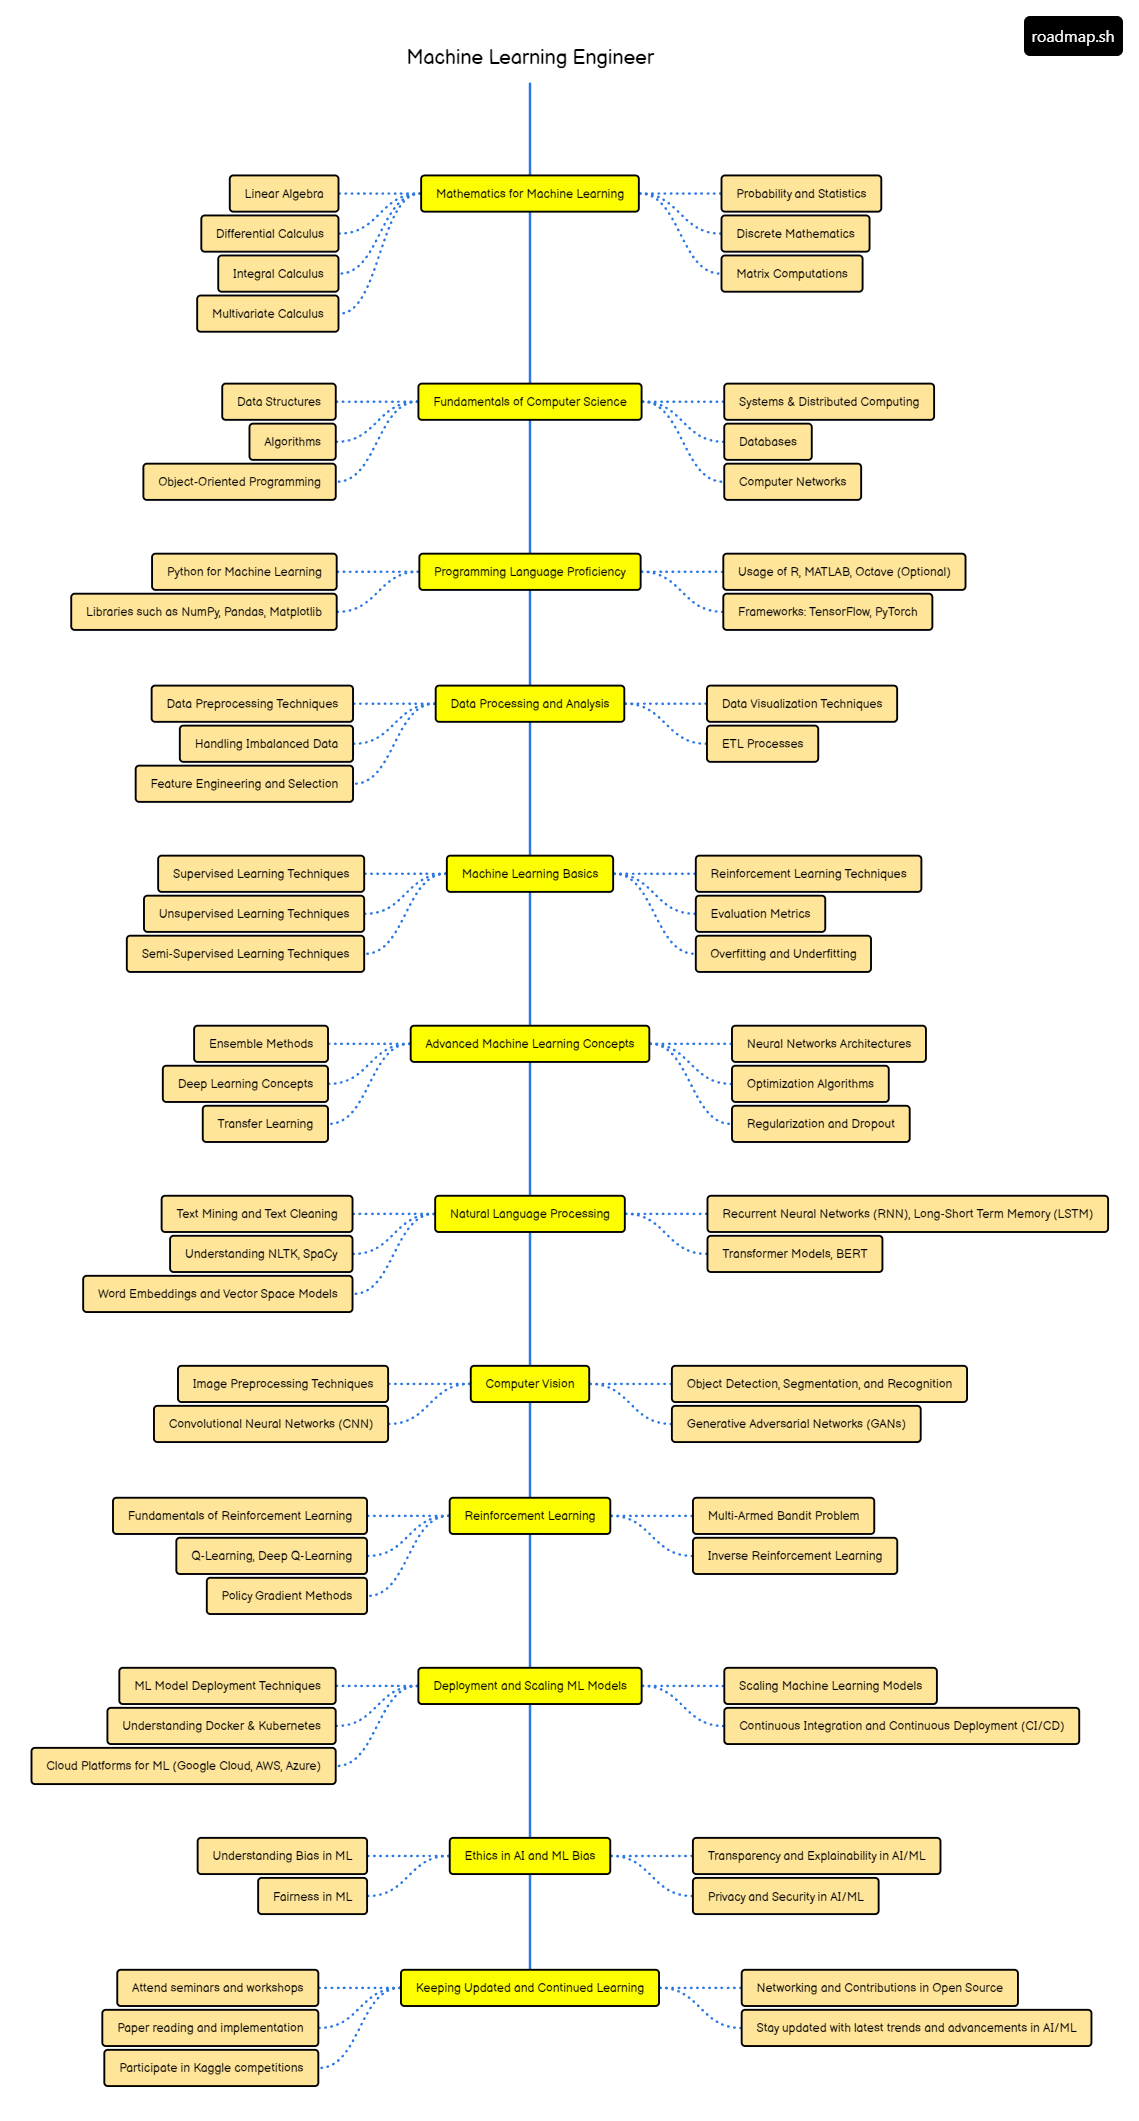 roadmap.sh
Machine Learning Engineer
Linear Algebra
Differential Calculus
Integral Calculus
Multivariate Calculus
Mathematics for Machine Learning
Probability and Statistics
Discrete Mathematics
Matrix Computations
Data Structures
Algorithms
Object-Oriented Programming
Fundamentals of Computer Science
Systems & Distributed Computing
Databases
Computer Networks
Python for Machine Learning
Libraries such as NumPy, Pandas, Matplotlib
Programming Language Proficiency
Usage of R, MATLAB, Octave (Optional)
Frameworks: TensorFlow, PyTorch
Data Preprocessing Techniques
Handling Imbalanced Data
Feature Engineering and Selection
Data Processing and Analysis
Data Visualization Techniques
ETL Processes
Supervised Learning Techniques
Unsupervised Learning Techniques
Semi-Supervised Learning Techniques
Machine Learning Basics
Reinforcement Learning Techniques
Evaluation Metrics
Overfitting and Underfitting
Ensemble Methods
Deep Learning Concepts
Transfer Learning
Advanced Machine Learning Concepts
Neural Networks Architectures
Optimization Algorithms
Regularization and Dropout
Text Mining and Text Cleaning
Understanding NLTK, SpaCy
Word Embeddings and Vector Space Models
Natural Language Processing
Recurrent Neural Networks (RNN), Long-Short Term Memory (LSTM)
Transformer Models, BERT
Image Preprocessing Techniques
Convolutional Neural Networks (CNN)
Computer Vision
Object Detection, Segmentation, and Recognition
Generative Adversarial Networks (GANs)
Fundamentals of Reinforcement Learning
Q-Learning, Deep Q-Learning
Policy Gradient Methods
Reinforcement Learning
Multi-Armed Bandit Problem
Inverse Reinforcement Learning
ML Model Deployment Techniques
Understanding Docker & Kubernetes
Cloud Platforms for ML (Google Cloud, AWS, Azure)
Deployment and Scaling ML Models
Scaling Machine Learning Models
Continuous Integration and Continuous Deployment (CI/CD)
Understanding Bias in ML
Fairness in ML
Ethics in AI and ML Bias
Transparency and Explainability in AI/ML
Privacy and Security in AI/ML
Attend seminars and workshops
Paper reading and implementation
Participate in Kaggle competitions
Keeping Updated and Continued Learning
Networking and Contributions in Open Source
Stay updated with latest trends and advancements in AI/ML